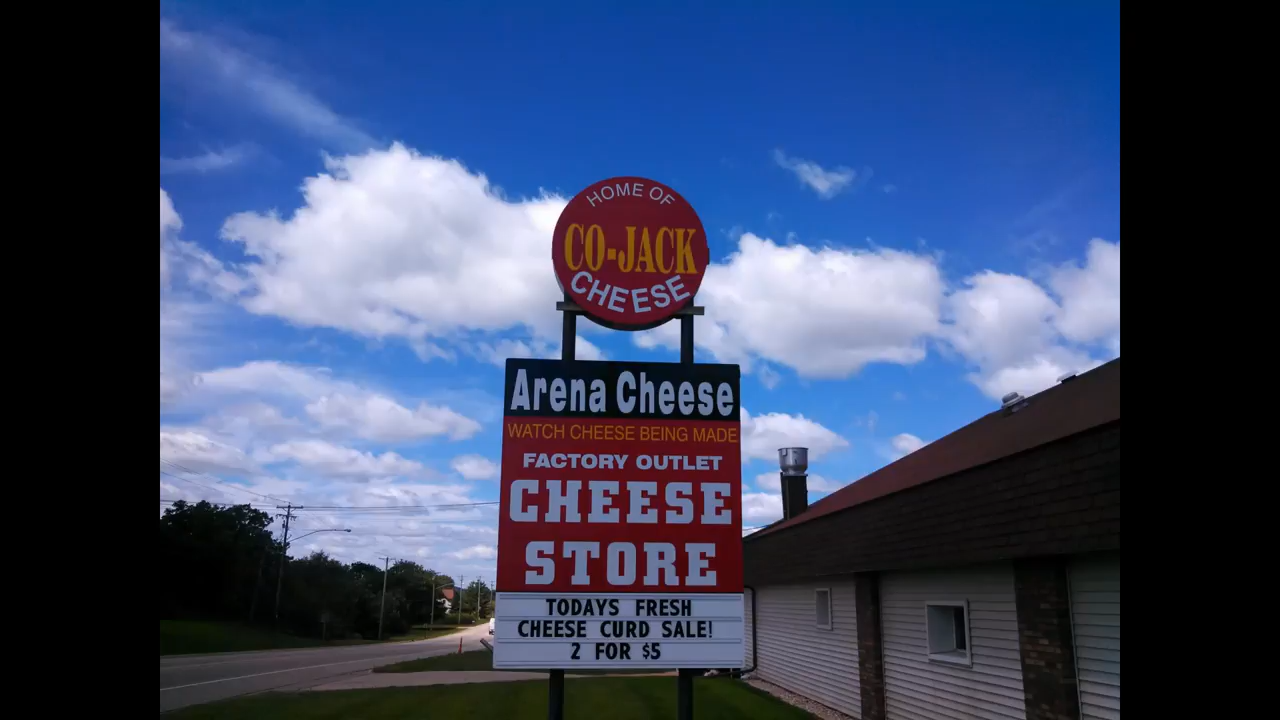 HOME OF
CO-JACK
CHEESE
Arena Cheese
WATCH CHEESE BEING MADE
FACTORY OUTLET
CHEESE
STORE
TODAYS FRESH
CHEESE CURD SALE!
2 FOR $5